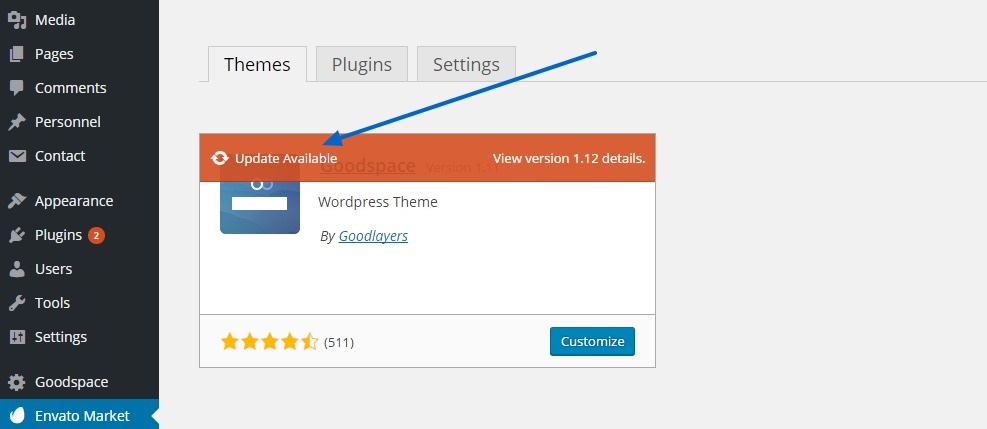 Media
Pages
Comments
Personnel
Contact
Appearance
Plugins 2
Users
Tools
Settings
Goodspace
Envato Market
Themes
Plugins
Settings
Update Available
View version 1.12 details.
Goodspace Version 1.11
Wordpress Theme
By Goodlayers
(511)
Customize